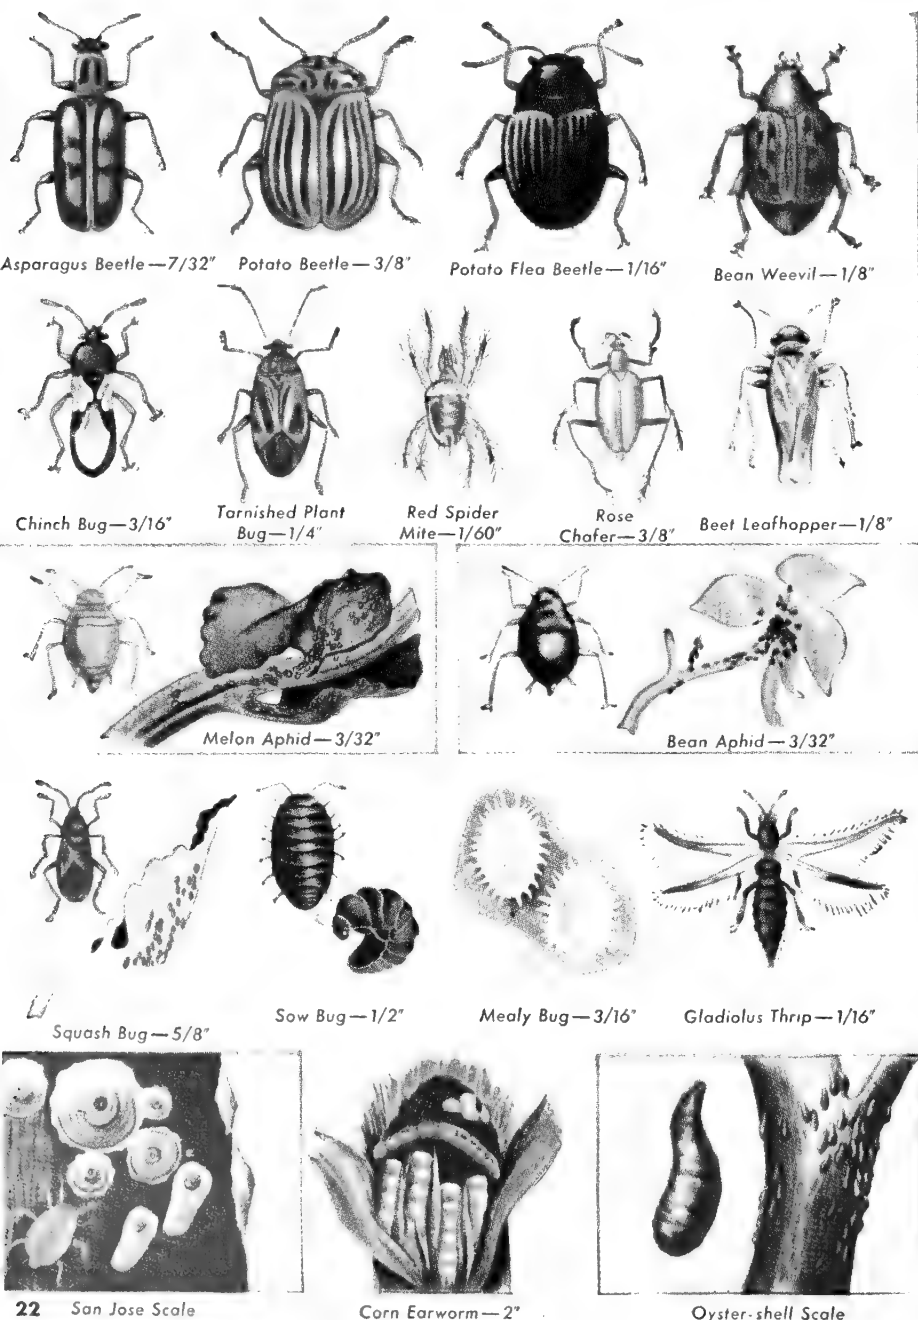 Asparagus Beetle—7/32"
Potato Beetle—3/8"
Potato Flea Beetle—1/16"
Bean Weevil—1/8"
Chinch Bug—3/16"
Tarnished Plant
Bug—1/4"
Red Spider
Mite—1/60"
Rose
Chafer—3/8"
Beet Leafhopper—1/8"
Melon Aphid—3/32"
Bean Aphid—3/32"
Squash Bug—5/8"
Sow Bug—1/2"
Mealy Bug—3/16"
Gladiolus Thrip—1/16"
22
San Jose Scale
Corn Earworm—2"
Oyster-shell Scale